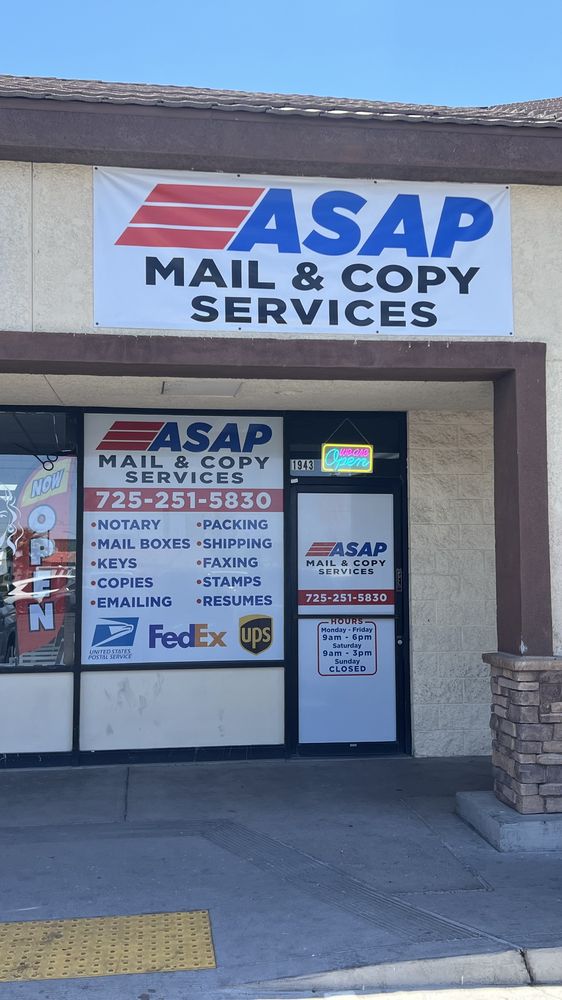 ASAP
MAIL & COPY
SERVICES
ASAP
MAIL & COPY
SERVICES
725-251-5830
•NOTARY
•MAIL BOXES
•KEYS
•COPIES
•EMAILING
•PACKING
•SHIPPING
•FAXING
•STAMPS
•RESUMES
UNITED STATES
POSTAL SERVICE
FedEx
ups
1943
we are
Open
ASAP
MAIL & COPY
SERVICES
725-251-5830
HOURS
Monday - Friday
9am - 6pm
Saturday
9am - 3pm
Sunday
CLOSED
NOW
OPEN